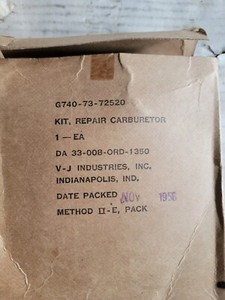 G740-73-72520
KIT, REPAIR CARBURETOR
1 — EA
DA 33-008-ORD-1350
V-J INDUSTRIES, INC.
INDIANAPOLIS, IND.
DATE PACKED NOV 1956
METHOD II-E, PACK